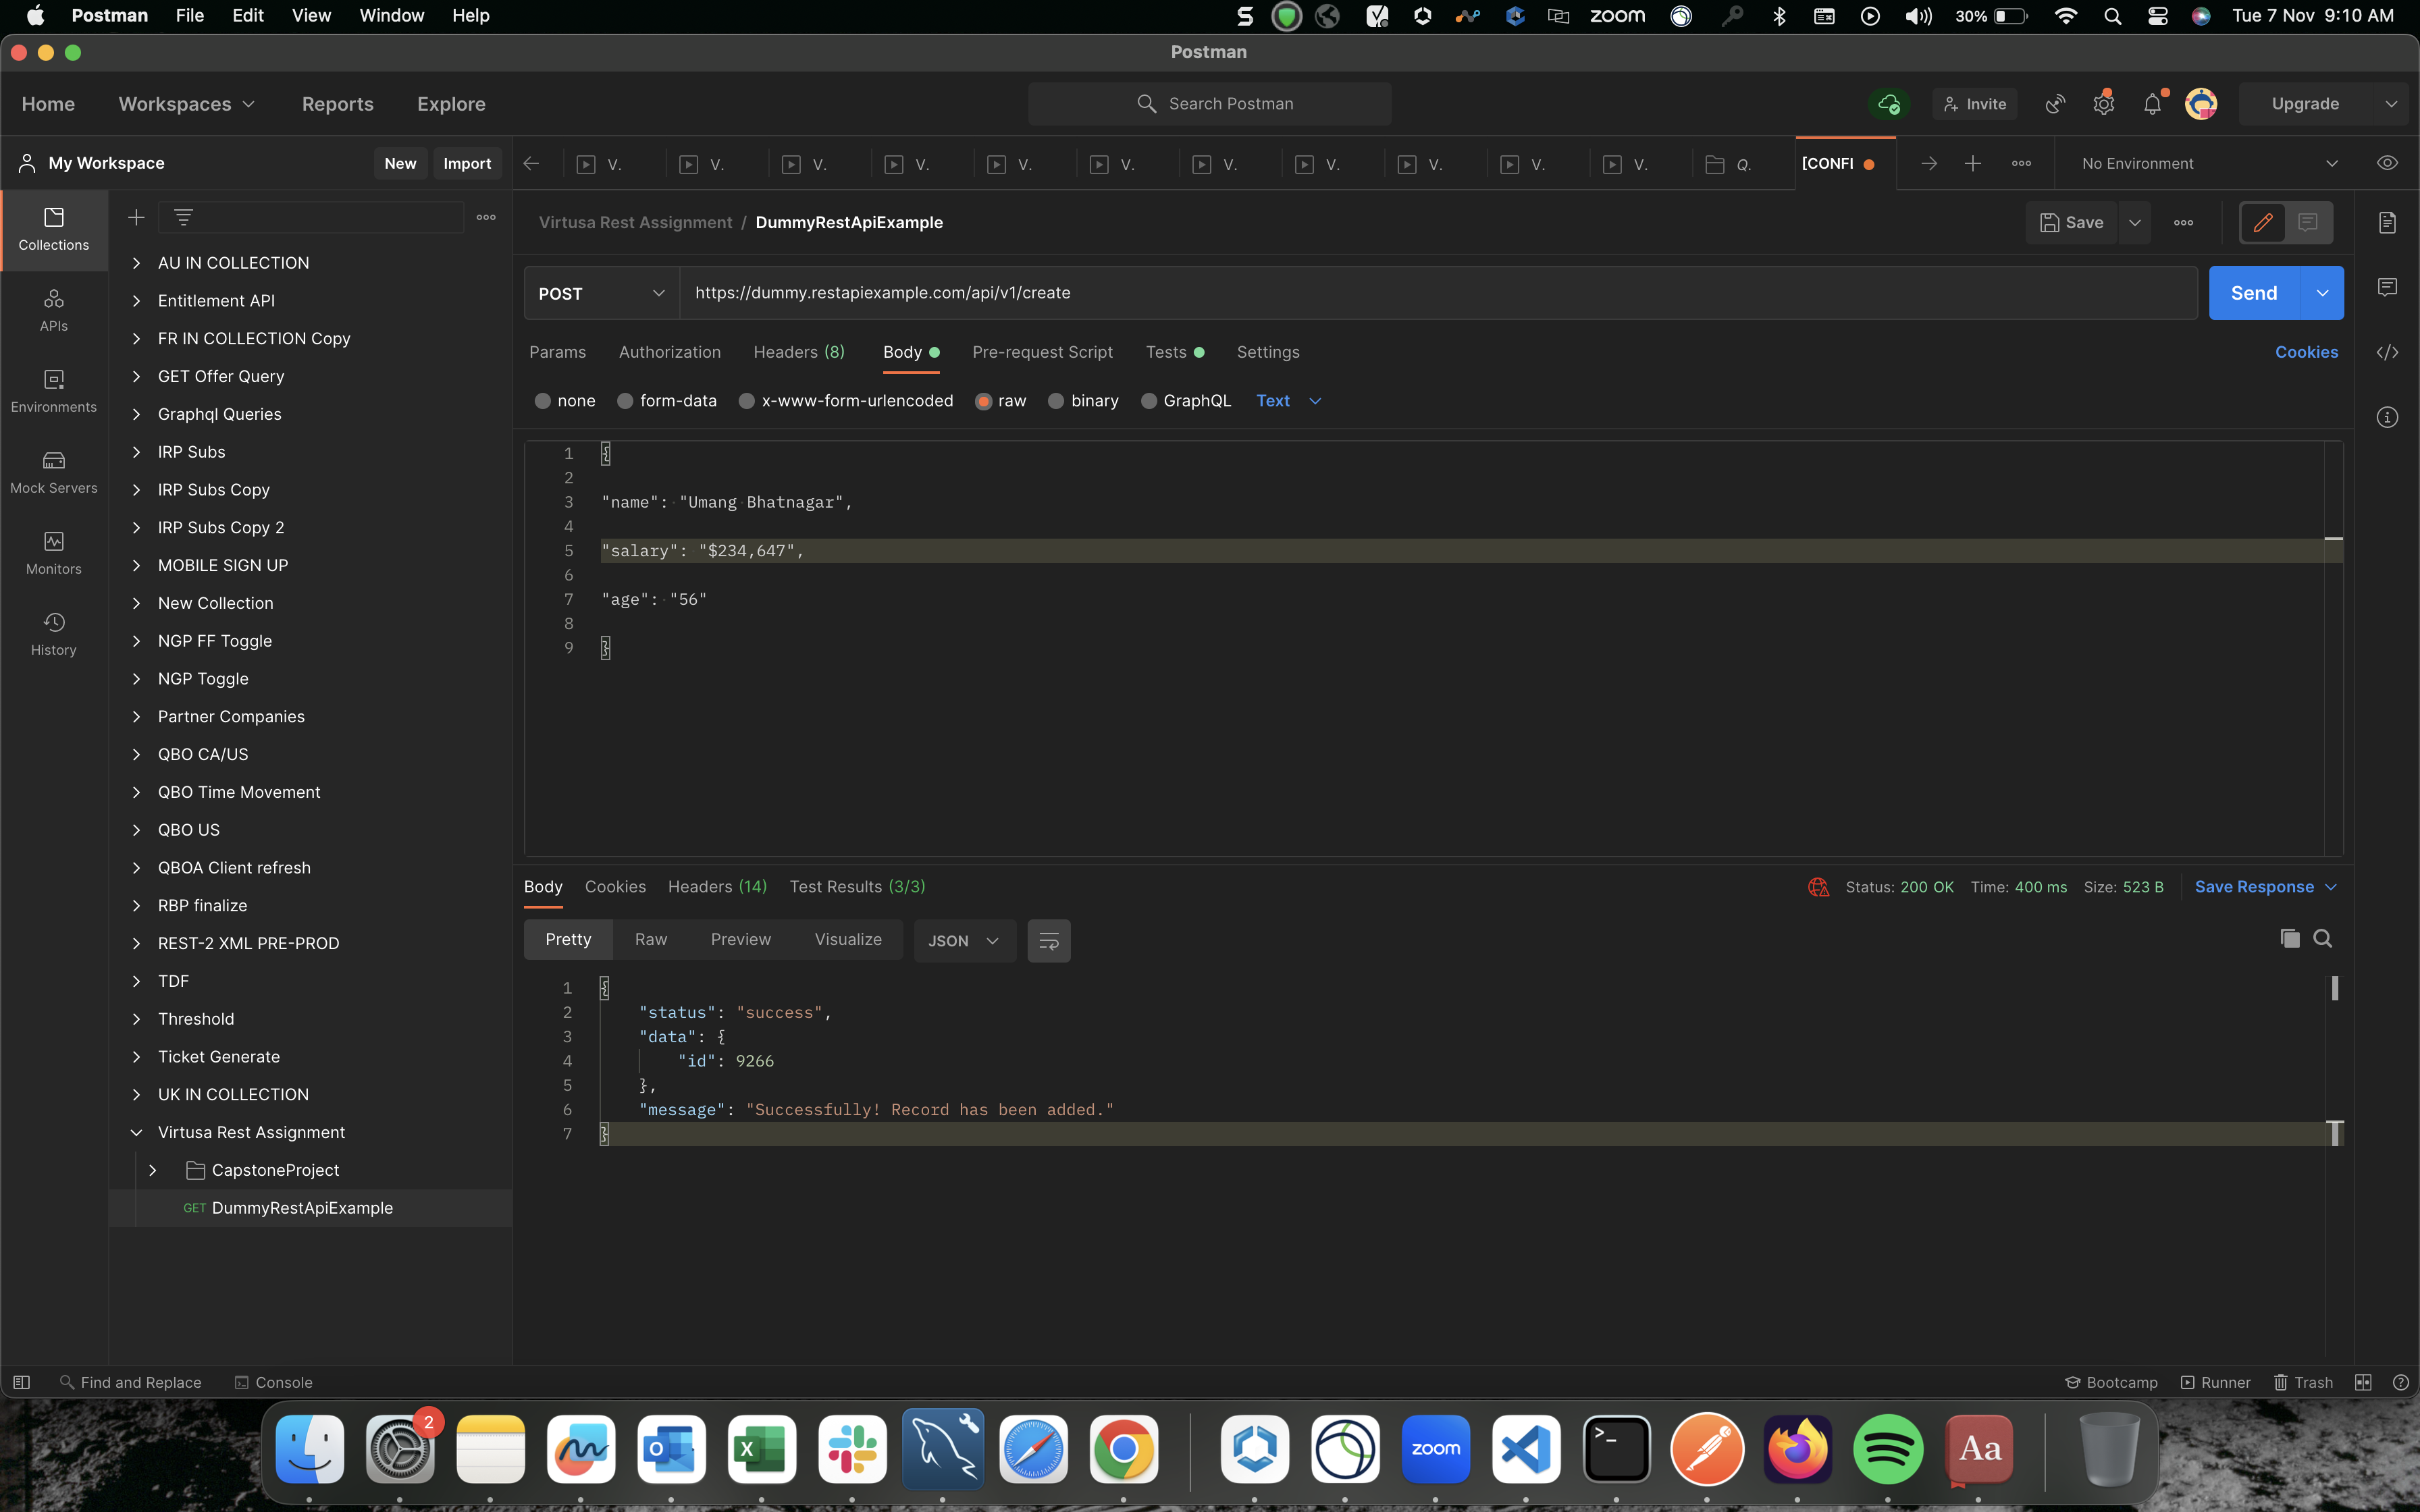 Postman File Edit View Window Help zoom 30% Tue 7 Nov 9:10 AM
Postman
Home Workspaces Reports Explore Search Postman Invite Upgrade
My Workspace New Import V. V. V. V. V. V. V. V. V. V. V. Q. [CONFI No Environment
Collections
APIs
Environments
Mock Servers
Monitors
History
AU IN COLLECTION
Entitlement API
FR IN COLLECTION Copy
GET Offer Query
Graphql Queries
IRP Subs
IRP Subs Copy
IRP Subs Copy 2
MOBILE SIGN UP
New Collection
NGP FF Toggle
NGP Toggle
Partner Companies
QBO CA/US
QBO Time Movement
QBO US
QBOA Client refresh
RBP finalize
REST-2 XML PRE-PROD
TDF
Threshold
Ticket Generate
UK IN COLLECTION
Virtusa Rest Assignment
CapstoneProject
GET DummyRestApiExample
Virtusa Rest Assignment / DummyRestApiExample Save
POST https://dummy.restapiexample.com/api/v1/create Send
Params Authorization Headers (8) Body Pre-request Script Tests Settings Cookies
none form-data x-www-form-urlencoded raw binary GraphQL Text
1 {
2
3 "name": "Umang Bhatnagar",
4
5 "salary": "$234,647",
6
7 "age": "56"
8
9 }
Body Cookies Headers (14) Test Results (3/3) Status: 200 OK Time: 400 ms Size: 523 B Save Response
Pretty Raw Preview Visualize JSON
1 {
2 "status": "success",
3 "data": {
4 "id": 9266
5 },
6 "message": "Successfully! Record has been added."
7 }
Find and Replace Console Bootcamp Runner Trash
2
zoom
Aa